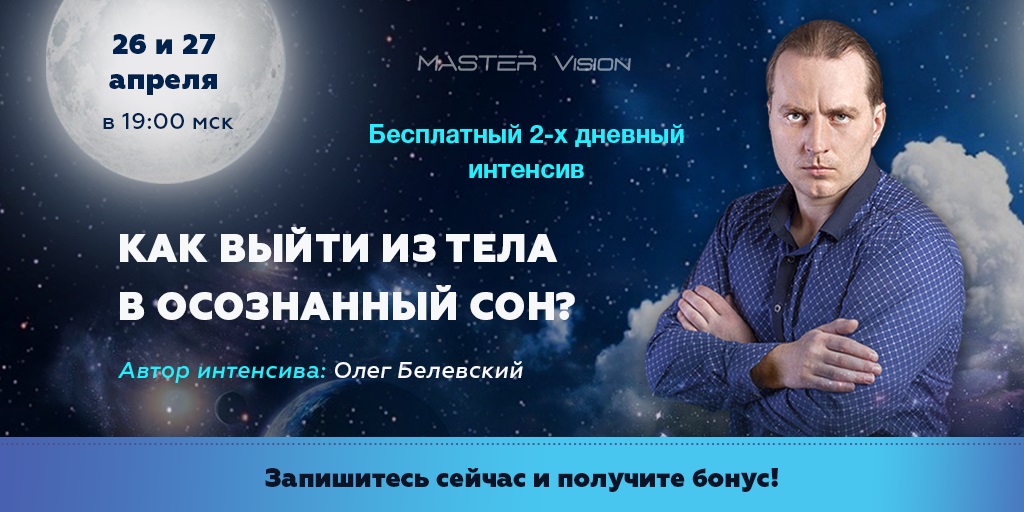 26 и 27
апреля
в 19:00 мск
MASTER VISION
Бесплатный 2-х дневный
интенсив
КАК ВЫЙТИ ИЗ ТЕЛА
В ОСОЗНАННЫЙ СОН?
Автор интенсива: Олег Белевский
Запишитесь сейчас и получите бонус!